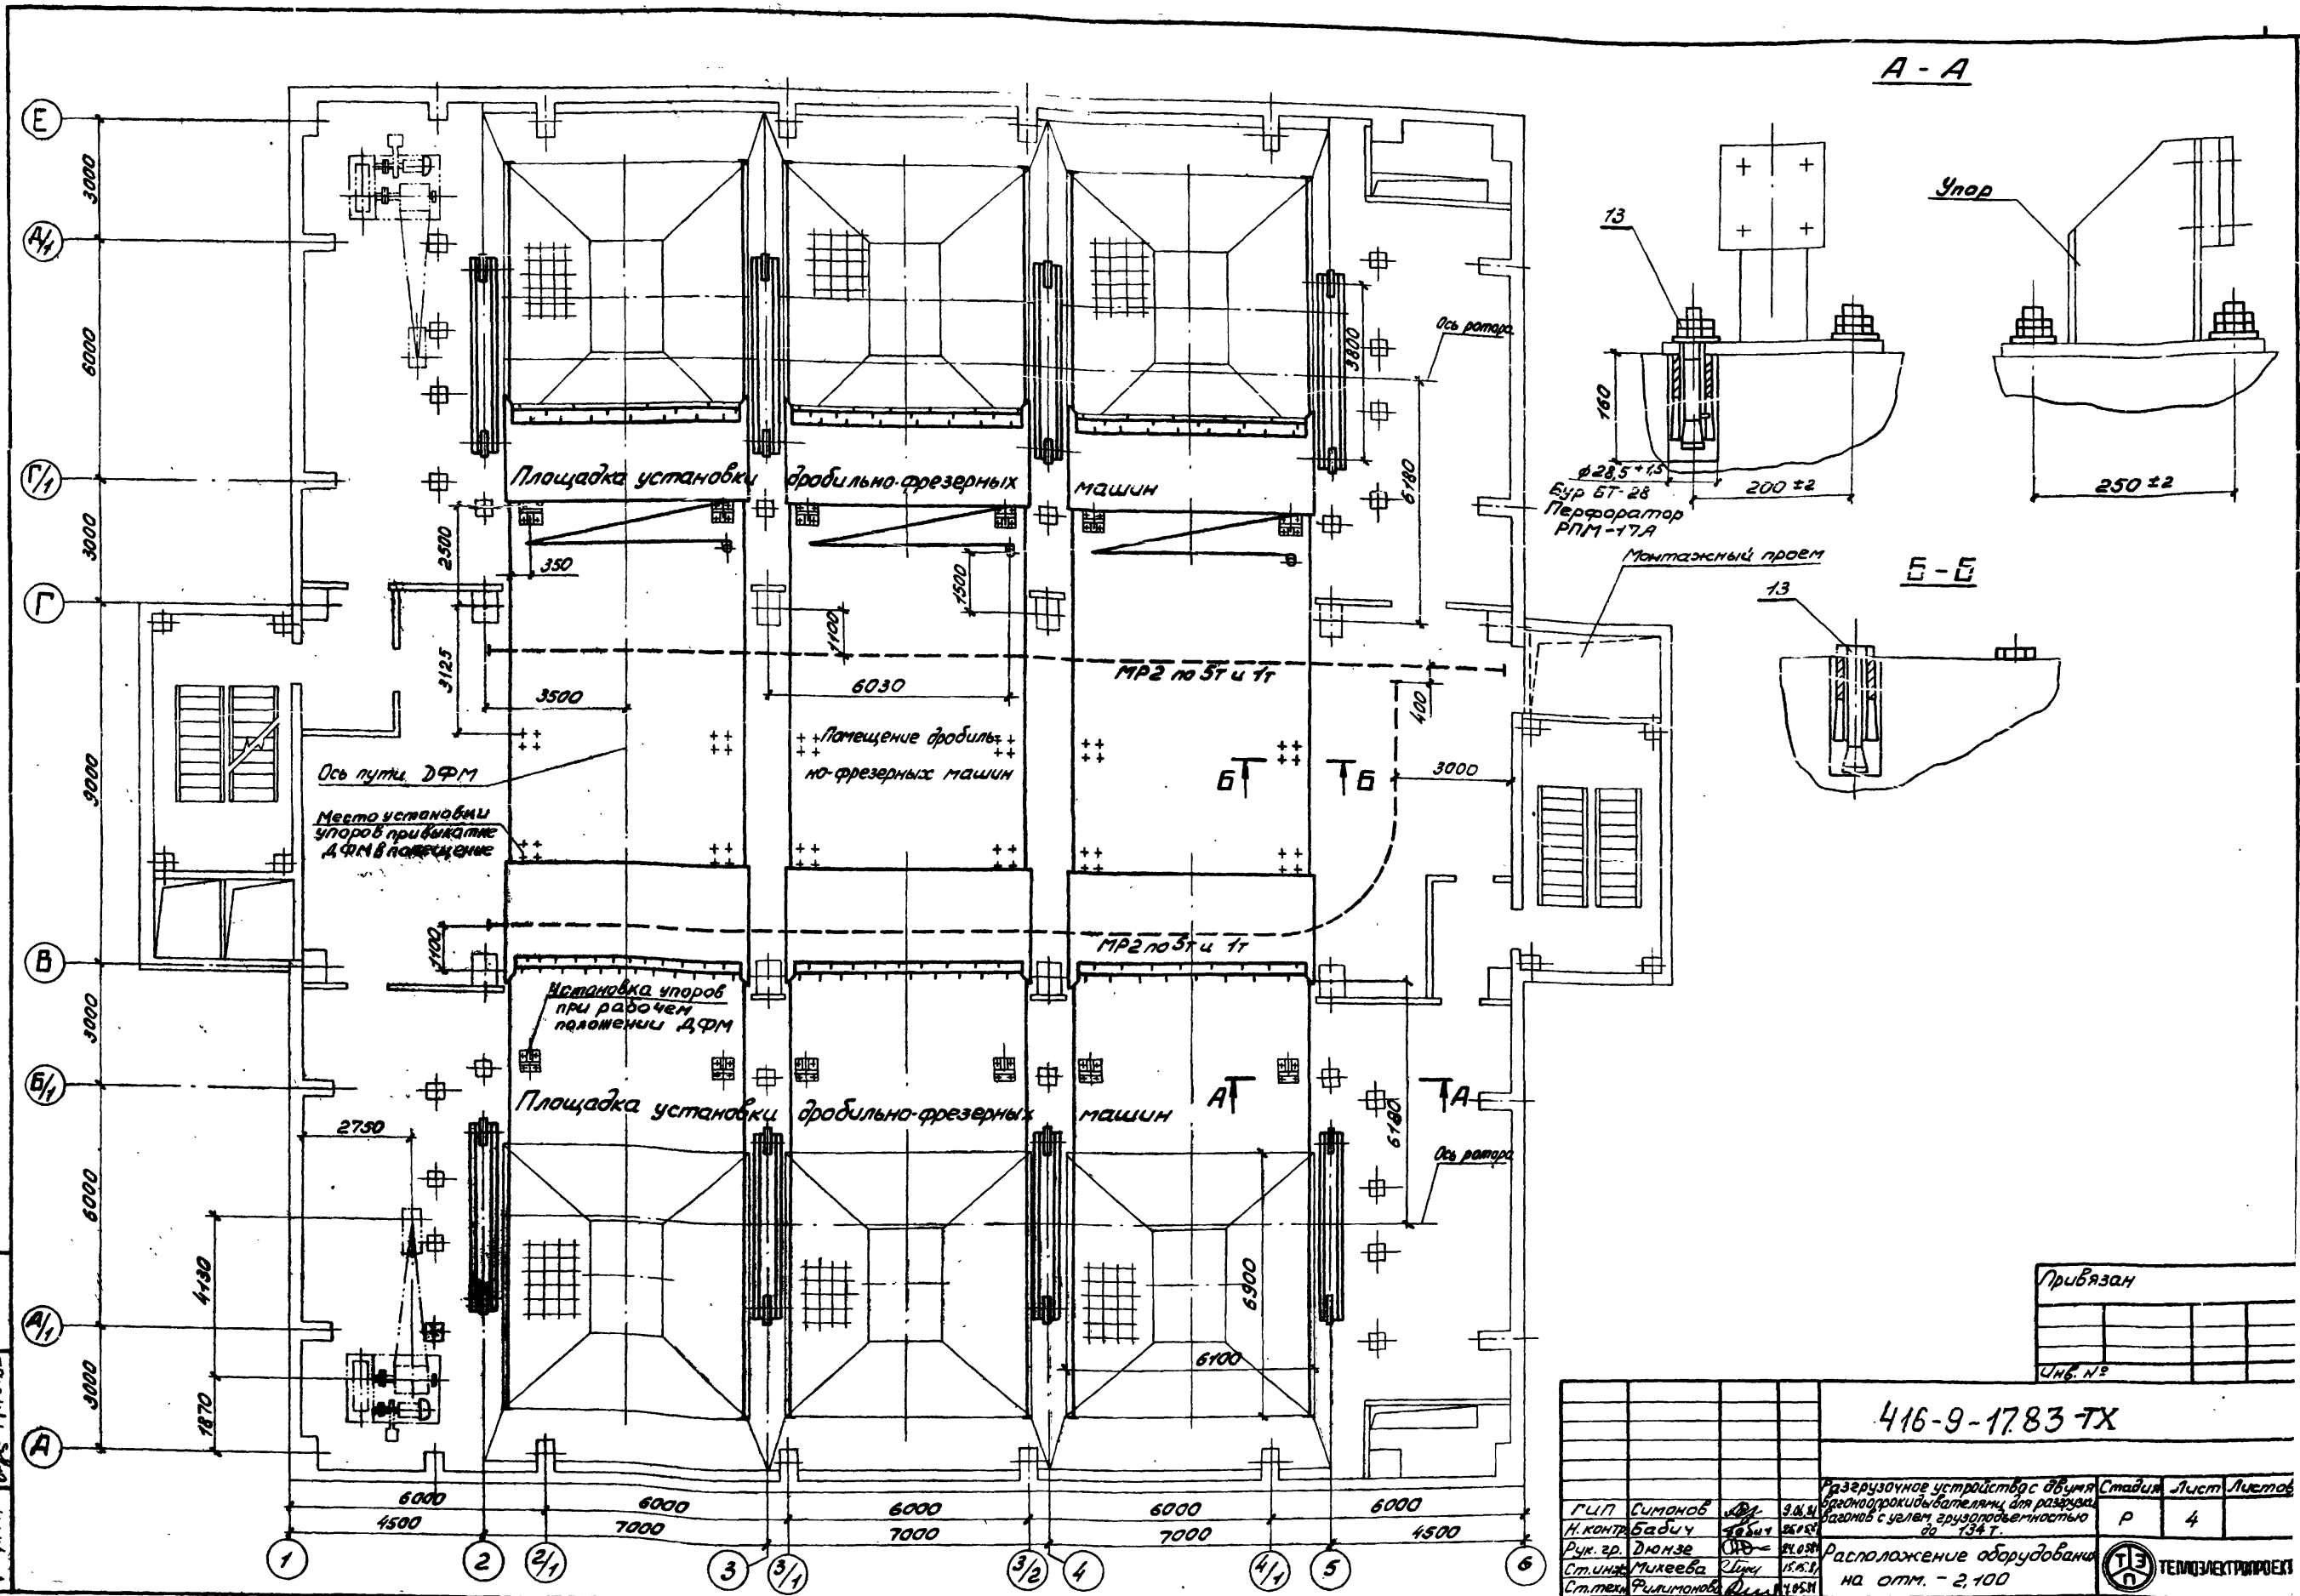 А - А
Е
3000
Д/1
6000
Г/1
3000
Г
9000
В
3000
Б/1
6000
А/1
3000
А
Ось ротора
3800
6180
Площадка установки дробильно-фрезерных машин
2500
350
1500
1100
3125
3500
6030
МР2 по 5т и 1т
400
3000
Помещение дробиль-
но-фрезерных машин
Ось пути ДФМ
Место установки
упоров при выкатке
ДФМ в помещение
Б
Б
1100
МР2 по 5т и 1т
Установка упоров
при рабочем
положении ДФМ
Площадка установки дробильно-фрезерных машин
А
А
6180
Ось ротора
2750
4130
1870
6900
6100
6000
6000
6000
6000
6000
4500
7000
7000
7000
4500
1
2
2/1
3
3/1
3/2
4
4/1
5
6
13
Упор
160
ф28,5 +1,5
Бур БТ-28
Перфоратор
РПМ-17А
200 ±2
250 ±2
Монтажный проем
Б - Б
13
Привязан
Инв. №
416-9-17.83-ТХ
Разгрузочное устройство с двумя
вагоноопрокидывателями для разгрузки
вагонов с углем грузоподъемностью
до 134 т.
Стадия
Лист
Листов
Р
4
ГИП Симонов
Н.контр Бабич
Рук. гр. Дюнзе
Ст.инж Михеева
Ст.техн Филимонова
Расположение оборудования
на отм. - 2,100
ТЭП
ТЕПЛОЭЛЕКТРОПРОЕКТ